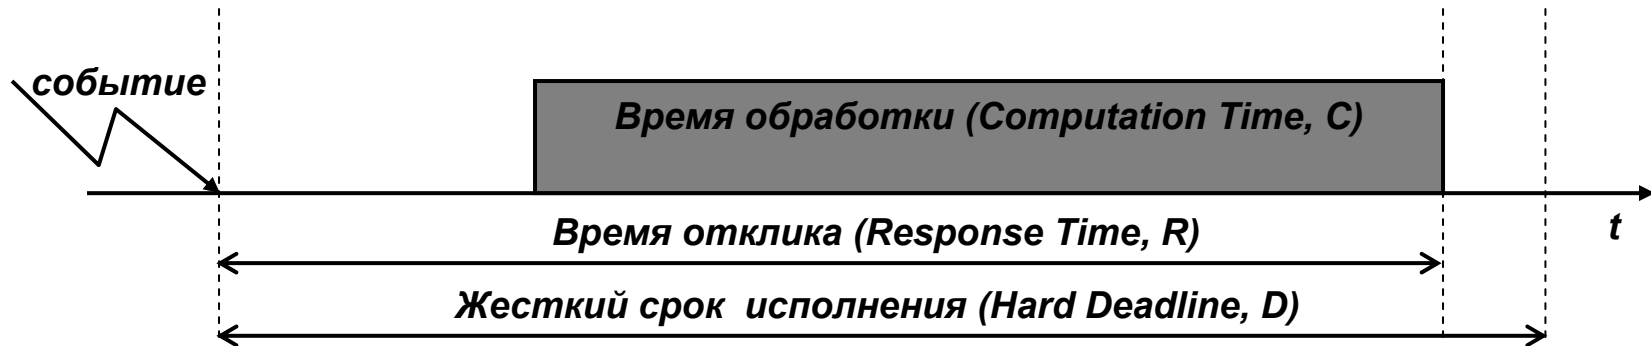 событие
Время обработки (Computation Time, C)
Время отклика (Response Time, R)
t
Жесткий срок исполнения (Hard Deadline, D)